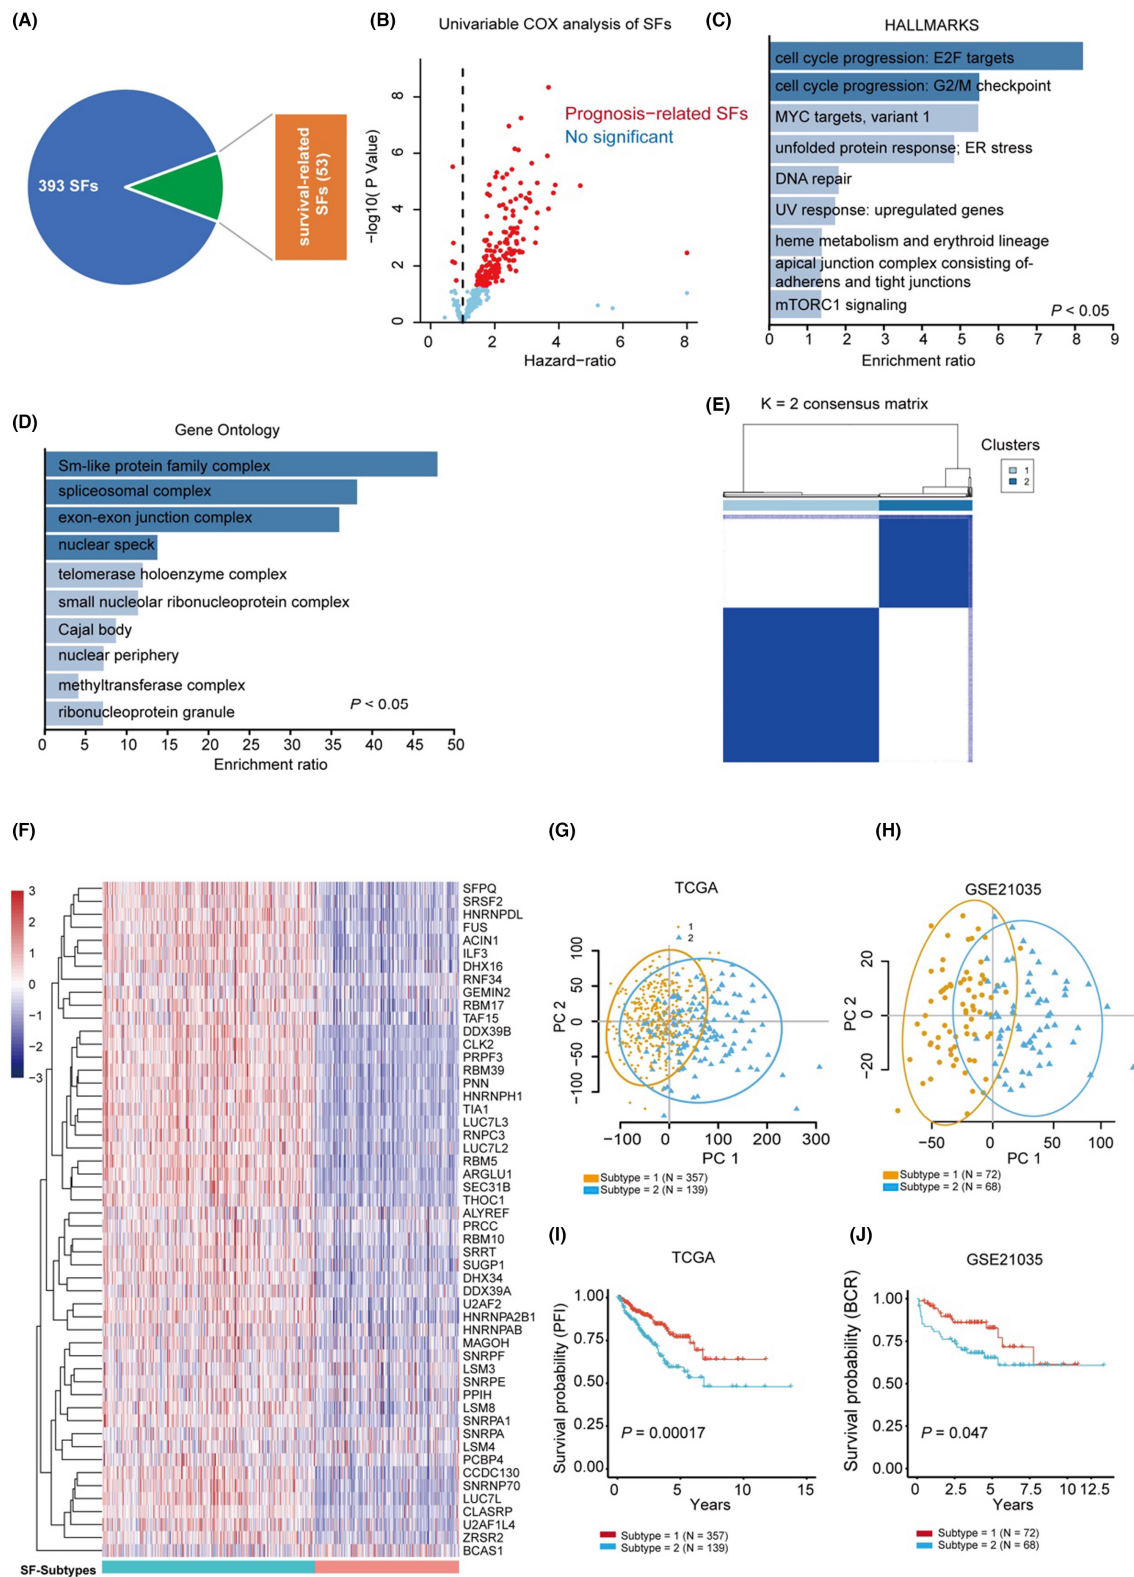 (A)
393 SFs
survival-related
SFs (53)
(B)
Univariable COX analysis of SFs
Prognosis-related SFs
No significant
-log10( P Value)
8
6
4
2
0
0
2
4
6
8
Hazard-ratio
(C)
HALLMARKS
cell cycle progression: E2F targets
cell cycle progression: G2/M checkpoint
MYC targets, variant 1
unfolded protein response; ER stress
DNA repair
UV response: upregulated genes
heme metabolism and erythroid lineage
apical junction complex consisting of-
adherens and tight junctions
mTORC1 signaling
P < 0.05
0 1 2 3 4 5 6 7 8 9
Enrichment ratio
(D)
Gene Ontology
Sm-like protein family complex
spliceosomal complex
exon-exon junction complex
nuclear speck
telomerase holoenzyme complex
small nucleolar ribonucleoprotein complex
Cajal body
nuclear periphery
methyltransferase complex
ribonucleoprotein granule
P < 0.05
0 5 10 15 20 25 30 35 40 45 50
Enrichment ratio
(E)
K = 2 consensus matrix
Clusters
1
2
(F)
3
2
1
0
-1
-2
-3
SFPQ
SRSF2
HNRNPDL
FUS
ACIN1
ILF3
DHX16
RNF34
GEMIN2
RBM17
TAF15
DDX39B
CLK2
PRPF3
RBM39
PNN
HNRNPH1
TIA1
LUC7L3
RNPC3
LUC7L2
RBM5
ARGLU1
SEC31B
THOC1
ALYREF
PRCC
RBM10
SRRT
SUGP1
DHX34
DDX39A
U2AF2
HNRNPA2B1
HNRNPAB
MAGOH
SNRPF
LSM3
SNRPE
PPIH
LSM8
SNRPA1
SNRPA
LSM4
PCBP4
CCDC130
SNRNP70
LUC7L
CLASRP
U2AF1L4
ZRSR2
BCAS1
SF-Subtypes
(G)
TCGA
1
2
PC 2
100
50
0
-50
-100
-100 0 100 200 300
PC 1
Subtype = 1 (N = 357)
Subtype = 2 (N = 139)
(H)
GSE21035
PC 2
20
0
-20
-50 0 50 100
PC 1
Subtype = 1 (N = 72)
Subtype = 2 (N = 68)
(I)
TCGA
Survival probability (PFI)
1.00
0.75
0.50
0.25
0.00
P = 0.00017
0 5 10 15
Years
Subtype = 1 (N = 357)
Subtype = 2 (N = 139)
(J)
GSE21035
Survival probability (BCR)
1.00
0.75
0.50
0.25
0.00
P = 0.047
0 2.5 5 7.5 10 12.5
Years
Subtype = 1 (N = 72)
Subtype = 2 (N = 68)